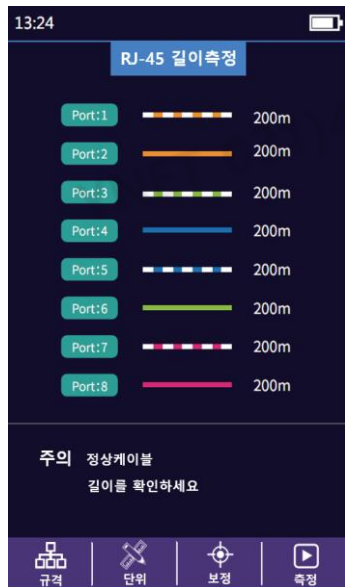 13:24
RJ-45 길이측정
Port:1 200m
Port:2 200m
Port:3 200m
Port:4 200m
Port:5 200m
Port:6 200m
Port:7 200m
Port:8 200m
주의 정상케이블
길이를 확인하세요
규격 단위 보정 측정